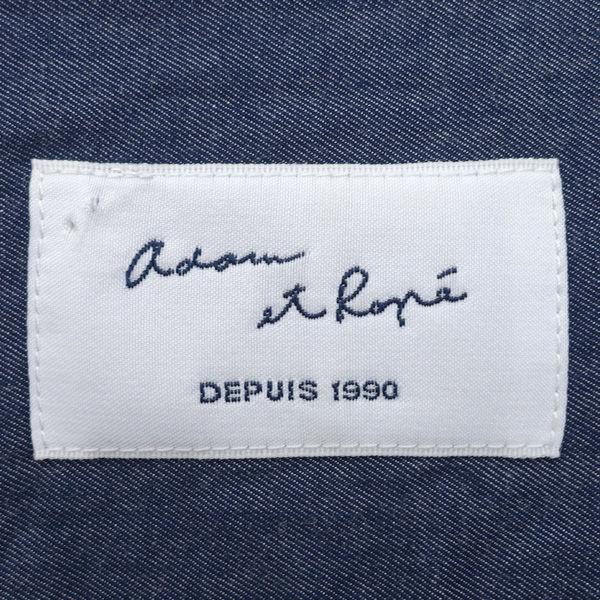 Adam
et Ropé
DEPUIS 1990